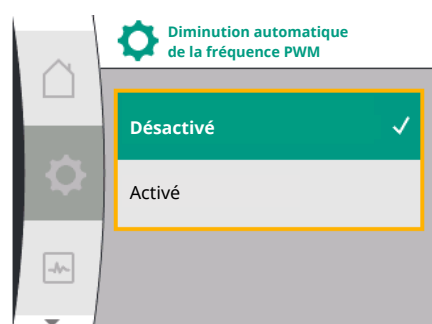 Diminution automatique
de la fréquence PWM
Désactivé
Activé